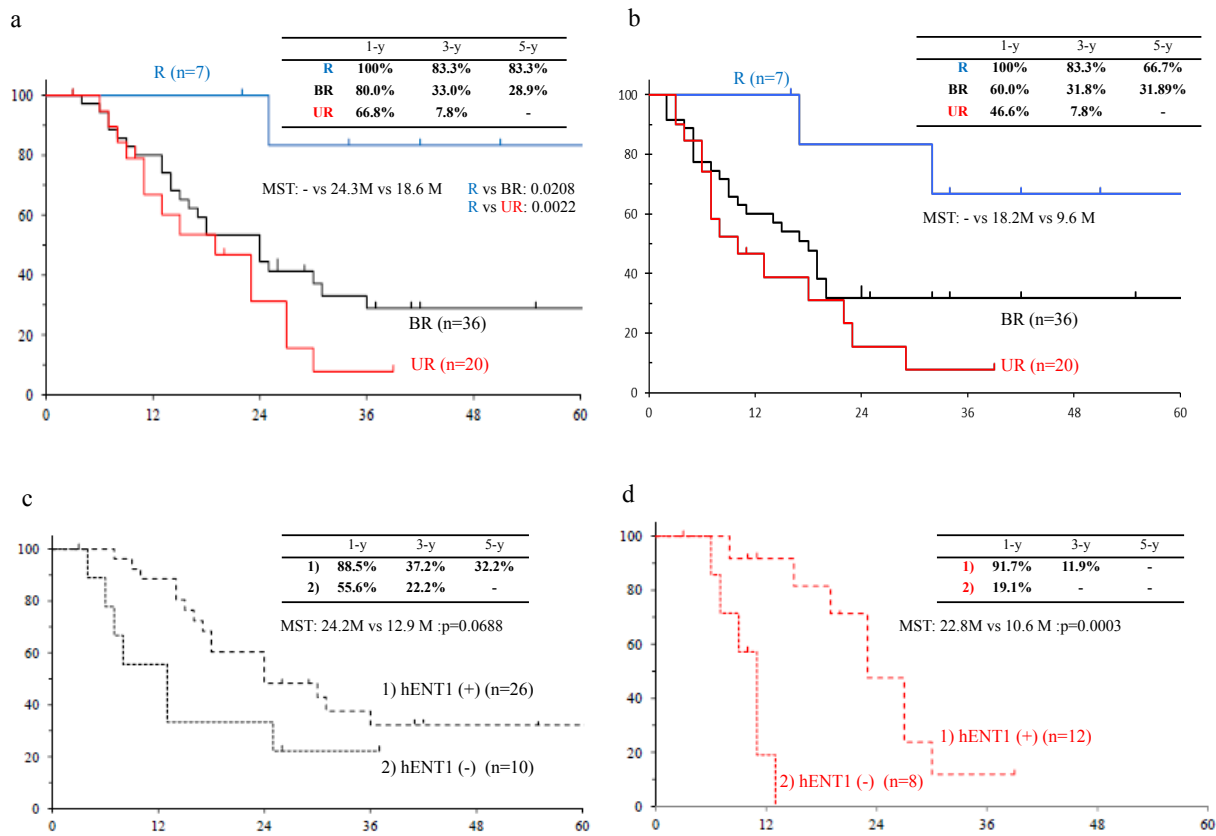 a
1-y 3-y 5-y
R 100% 83.3% 83.3%
BR 80.0% 33.0% 28.9%
UR 66.8% 7.8% -
R (n=7)
MST: - vs 24.3M vs 18.6 M
R vs BR: 0.0208
R vs UR: 0.0022
BR (n=36)
UR (n=20)
100
80
60
40
20
0
0 12 24 36 48 60
b
1-y 3-y 5-y
R 100% 83.3% 66.7%
BR 60.0% 31.8% 31.89%
UR 46.6% 7.8% -
R (n=7)
MST: - vs 18.2M vs 9.6 M
BR (n=36)
UR (n=20)
100
80
60
40
20
0
0 12 24 36 48 60
c
1-y 3-y 5-y
1) 88.5% 37.2% 32.2%
2) 55.6% 22.2% -
MST: 24.2M vs 12.9 M :p=0.0688
1) hENT1 (+) (n=26)
2) hENT1 (-) (n=10)
100
80
60
40
20
0
0 12 24 36 48 60
d
1-y 3-y 5-y
1) 91.7% 11.9% -
2) 19.1% - -
MST: 22.8M vs 10.6 M :p=0.0003
1) hENT1 (+) (n=12)
2) hENT1 (-) (n=8)
100
80
60
40
20
0
0 12 24 36 48 60